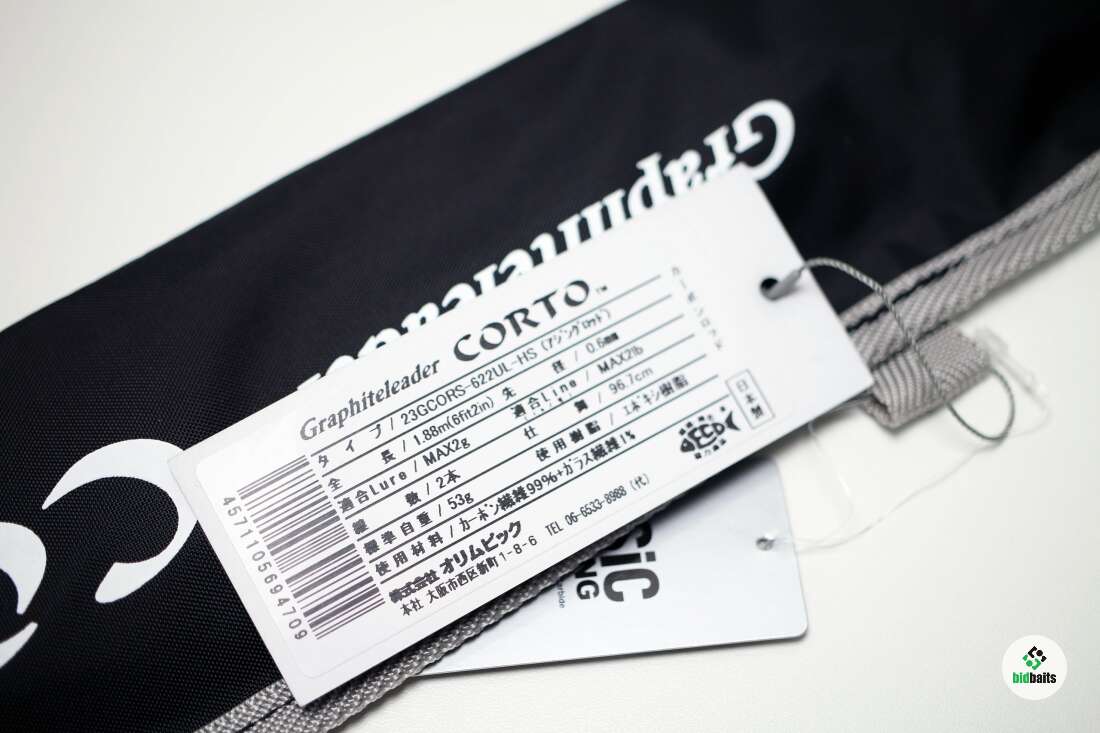 Graphiteleader
Graphiteleader CORTO™
カーボンロッド
タイプ / 23GCORS-622UL-HS (アジングロッド)
全長 / 1.88m(6fit2in) 先径 / 0.6mm
適合Lure / MAX2g 適合Line / MAX2lb
継数 / 2本 仕舞 / 96.7cm
標準自重 / 53g 使用樹脂 / エポキシ樹脂
使用材料 / カーボン繊維99%+ガラス繊維1%
株式会社 オリムピック
本社 大阪市西区新町1-8-6 TEL 06-6533-8988 (代)
4571105694709
日本製
ECO
SiC
NG
arbide
bidbaits